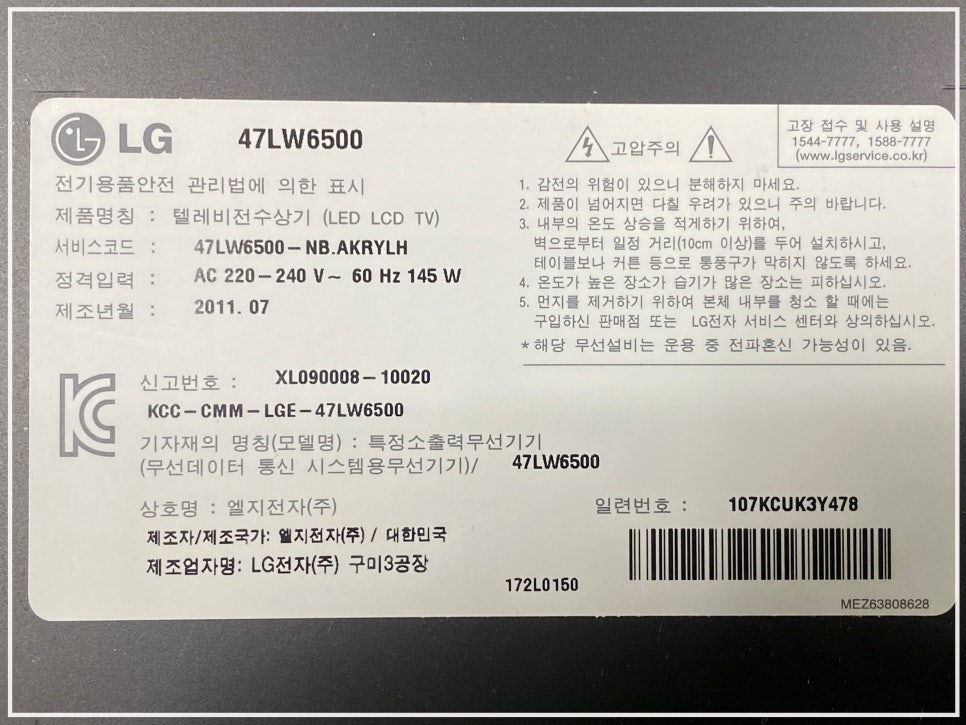 LG 47LW6500
전기용품안전 관리법에 의한 표시
제품명칭 : 텔레비전수상기 (LED LCD TV)
서비스코드 : 47LW6500-NB.AKRYLH
정격입력 : AC 220-240 V~ 60 Hz 145 W
제조년월 : 2011. 07
고압주의
고장 접수 및 사용 설명
1544-7777, 1588-7777
(www.lgservice.co.kr)
1. 감전의 위험이 있으니 분해하지 마세요.
2. 제품이 넘어지면 다칠 우려가 있으니 주의 바랍니다.
3. 내부의 온도 상승을 적게하기 위하여,
벽으로부터 일정 거리(10cm 이상)를 두어 설치하시고,
테이블보나 커튼 등으로 통풍구가 막히지 않도록 하세요.
4. 온도가 높은 장소가 습기가 많은 장소는 피하십시오.
5. 먼지를 제거하기 위하여 본체 내부를 청소 할 때에는
구입하신 판매점 또는 LG전자 서비스 센터와 상의하십시오.
* 해당 무선설비는 운용 중 전파혼신 가능성이 있음.
신고번호 : XL090008-10020
KCC-CMM-LGE-47LW6500
기자재의 명칭(모델명) : 특정소출력무선기기
(무선데이터 통신 시스템용무선기기)/ 47LW6500
상호명 : 엘지전자(주)
제조자/제조국가: 엘지전자(주) / 대한민국
제조업자명: LG전자(주) 구미3공장
172L0150
일련번호 : 107KCUK3Y478
MEZ63808628